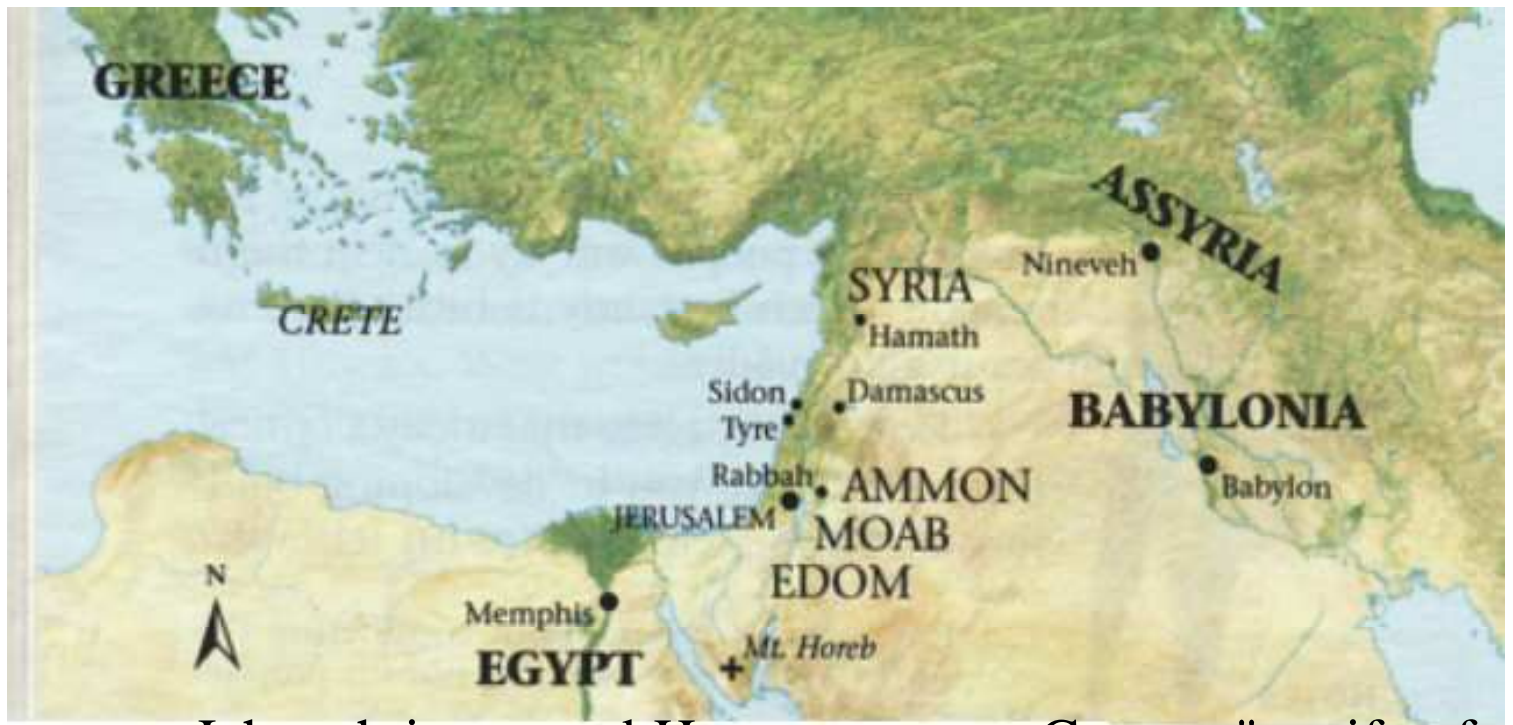 GREECE
ASSYRIA
Nineveh
SYRIA
CRETE
Hamath
Sidon
Damascus
Tyre
BABYLONIA
Rabbah
AMMON
Babylon
JERUSALEM
MOAB
N
EDOM
Memphis
Mt. Horeb
EGYPT